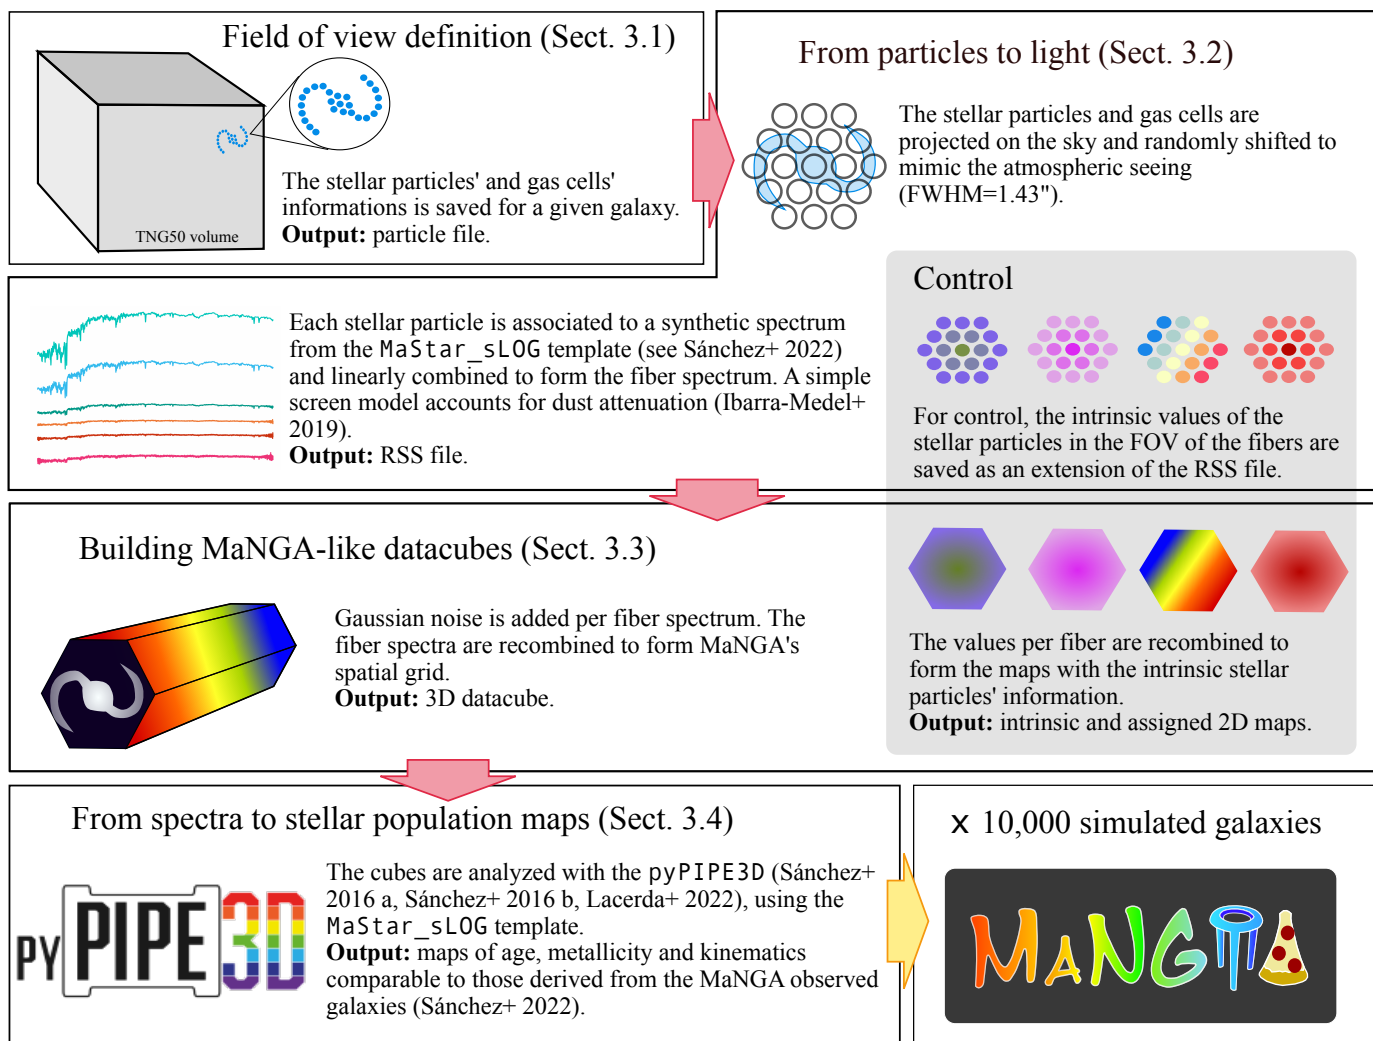 Field of view definition (Sect. 3.1)
TNG50 volume
The stellar particles' and gas cells'
informations is saved for a given galaxy.
Output: particle file.
From particles to light (Sect. 3.2)
The stellar particles and gas cells are
projected on the sky and randomly shifted to
mimic the atmospheric seeing
(FWHM=1.43").
Each stellar particle is associated to a synthetic spectrum
from the MaStar_sLOG template (see Sánchez+ 2022)
and linearly combined to form the fiber spectrum. A simple
screen model accounts for dust attenuation (Ibarra-Medel+
2019).
Output: RSS file.
Control
For control, the intrinsic values of the
stellar particles in the FOV of the fibers are
saved as an extension of the RSS file.
Building MaNGA-like datacubes (Sect. 3.3)
Gaussian noise is added per fiber spectrum. The
fiber spectra are recombined to form MaNGA's
spatial grid.
Output: 3D datacube.
The values per fiber are recombined to
form the maps with the intrinsic stellar
particles' information.
Output: intrinsic and assigned 2D maps.
From spectra to stellar population maps (Sect. 3.4)
PY PIPE 3D
The cubes are analyzed with the pyPIPE3D (Sánchez+
2016 a, Sánchez+ 2016 b, Lacerda+ 2022), using the
MaStar_sLOG template.
Output: maps of age, metallicity and kinematics
comparable to those derived from the MaNGA observed
galaxies (Sánchez+ 2022).
x 10,000 simulated galaxies
MaNGIA